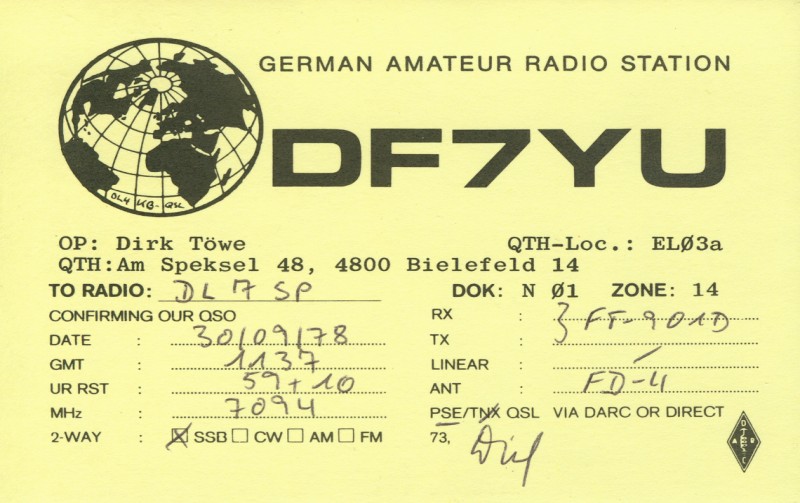 GERMAN AMATEUR RADIO STATION
DF7YU
OP: Dirk Töwe
QTH-Loc.: ELØ3a
QTH:Am Speksel 48, 4800 Bielefeld 14
TO RADIO: DL7SP
DOK: N Ø1 ZONE: 14
CONFIRMING OUR QSO
DATE : 30/09/78
GMT : 1137
UR RST : 59+10
MHz : 7094
2-WAY : SSB CW AM FM
RX : } FT-901D
TX :
LINEAR : /
ANT : FD-4
PSE/TNX QSL VIA DARC OR DIRECT
73, Dirk
DARC